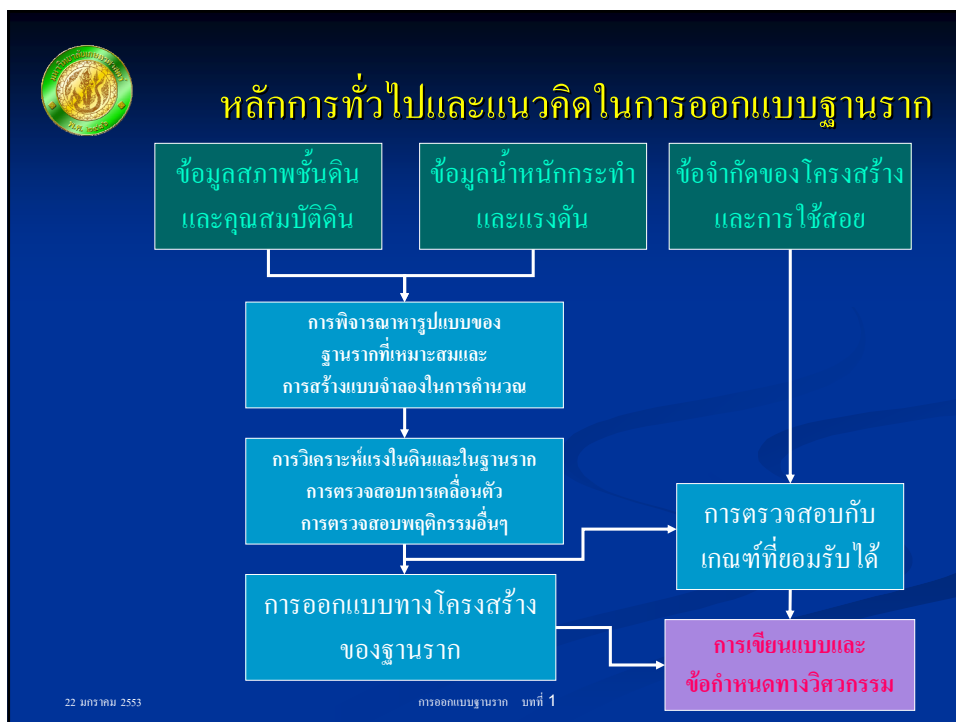 หลักการทั่วไปและแนวคิดในการออกแบบฐานราก
ข้อมูลสภาพชั้นดิน
และคุณสมบัติดิน
ข้อมูลน้ำหนักกระทำ
และแรงดัน
ข้อจำกัดของโครงสร้าง
และการใช้สอย
การพิจารณาหารูปแบบของ
ฐานรากที่เหมาะสมและ
การสร้างแบบจำลองในการคำนวณ
การวิเคราะห์แรงในดินและในฐานราก
การตรวจสอบการเคลื่อนตัว
การตรวจสอบพฤติกรรมอื่นๆ
การตรวจสอบกับ
เกณฑ์ที่ยอมรับได้
การออกแบบทางโครงสร้าง
ของฐานราก
การเขียนแบบและ
ข้อกำหนดทางวิศวกรรม
22 มกราคม 2553
การออกแบบฐานราก บทที่ 1